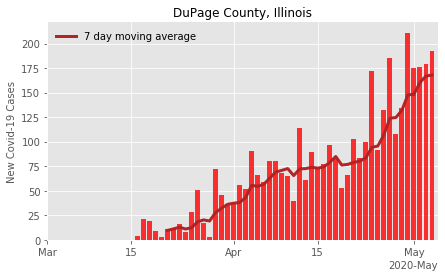 DuPage County, Illinois
7 day moving average
New Covid-19 Cases
200
175
150
125
100
75
50
25
0
Mar
15
Apr
15
May
2020-May